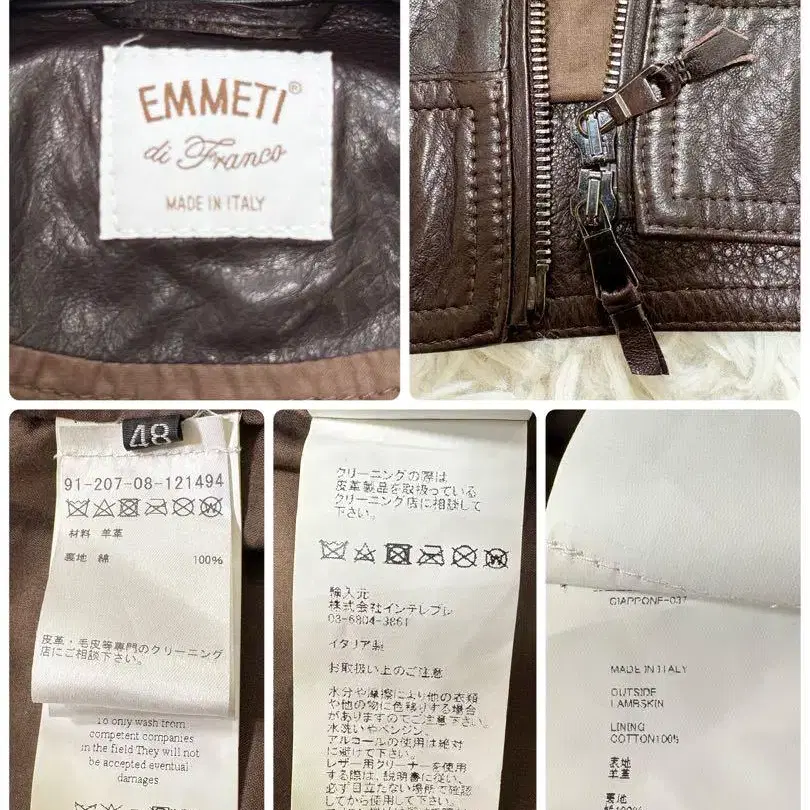 EMMETI®
di Franco
MADE IN ITALY
48
91-207-08-121494
材料 羊革
裏地 綿 100%
皮革・毛皮等専門のクリーニング
店にご相談下さい。
To only wash from
competent companies
in the field They will not
be accepted eventual
damages
クリーニングの際は
皮革製品を取扱っている
クリーニング店に相談して
下さい。
輸入元
株式会社インテレプレ
03-6804-3861
イタリア製
お取扱い上のご注意
水分や摩擦により他の衣類
や他の物に色移りする場合
がありますのでご注意下さい。
水洗いやベンジン、
アルコールの使用は絶対
に避けて下さい。
レザー用クリーナーを使用
する際は、説明書に従い、
必ず目立たない場所で確認
してから使用して下さい。
GIAPPONE-037
MADE IN ITALY
OUTSIDE
LAMBSKIN
LINING
COTTON100%
表地
羊革
裏地